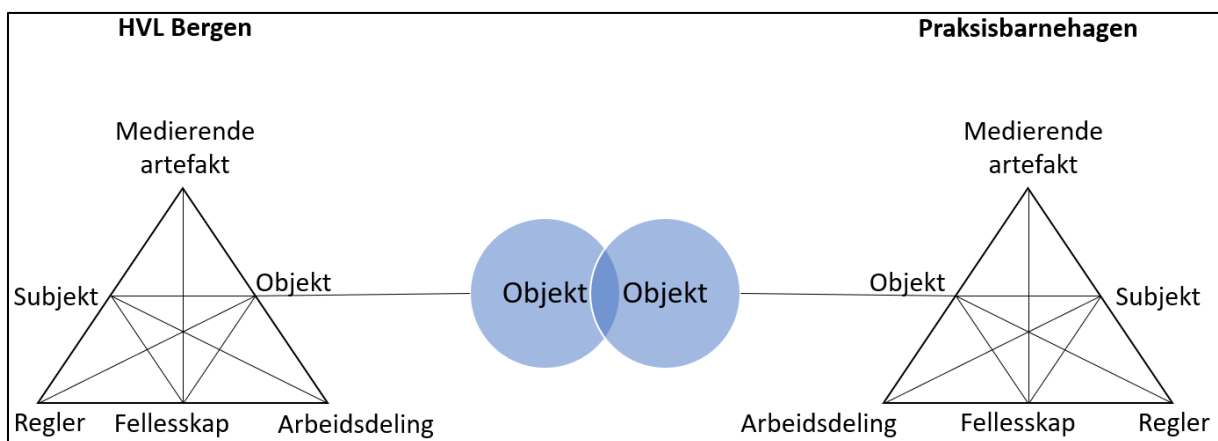 HVL Bergen
Praksisbarnehagen
Medierende
artefakt
Medierende
artefakt
Subjekt
Objekt
Objekt
Objekt
Objekt
Subjekt
Regler
Fellesskap
Arbeidsdeling
Arbeidsdeling
Fellesskap
Regler